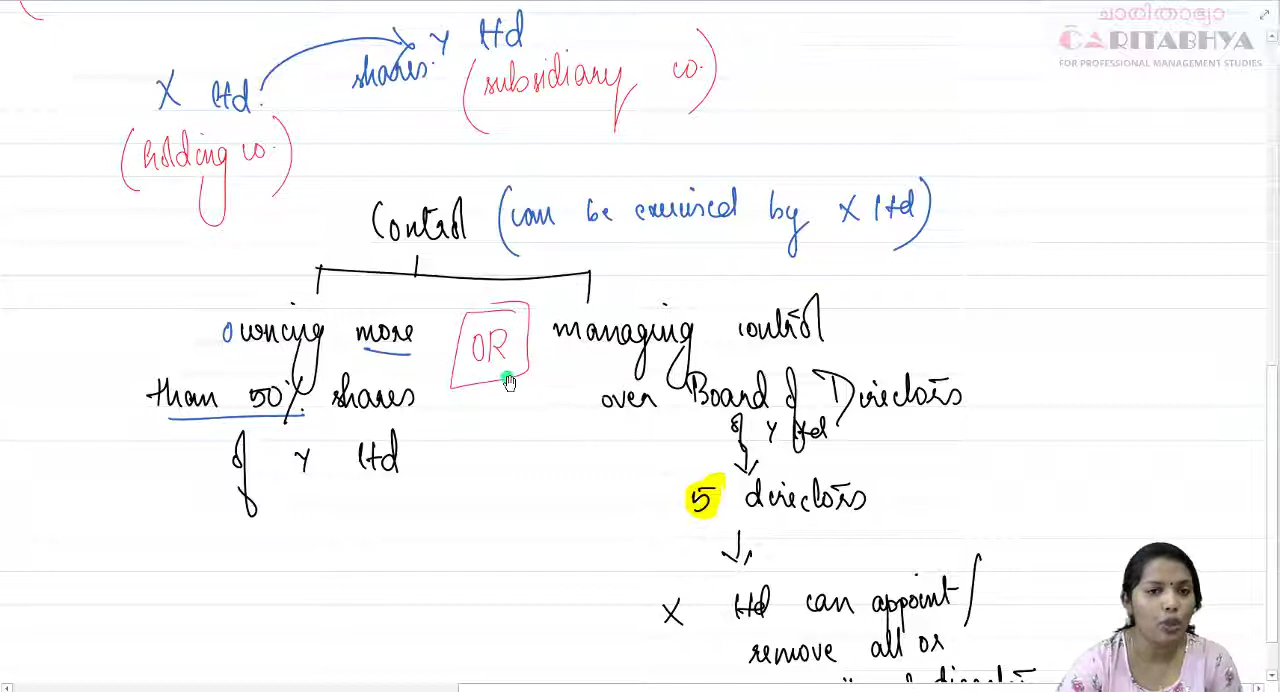 ചാരിതാഭ്യാ
CARITABHYA
FOR PROFESSIONAL MANAGEMENT STUDIES
X ltd.
shares.
Y ltd
(holding co.)
(subsidiary co.)
Control (can be exercised by X ltd)
owning more
than 50% shares
of Y ltd
OR
managing control
over Board of Directors
of Y ltd
5 directors
X ltd can appoint/
remove all or